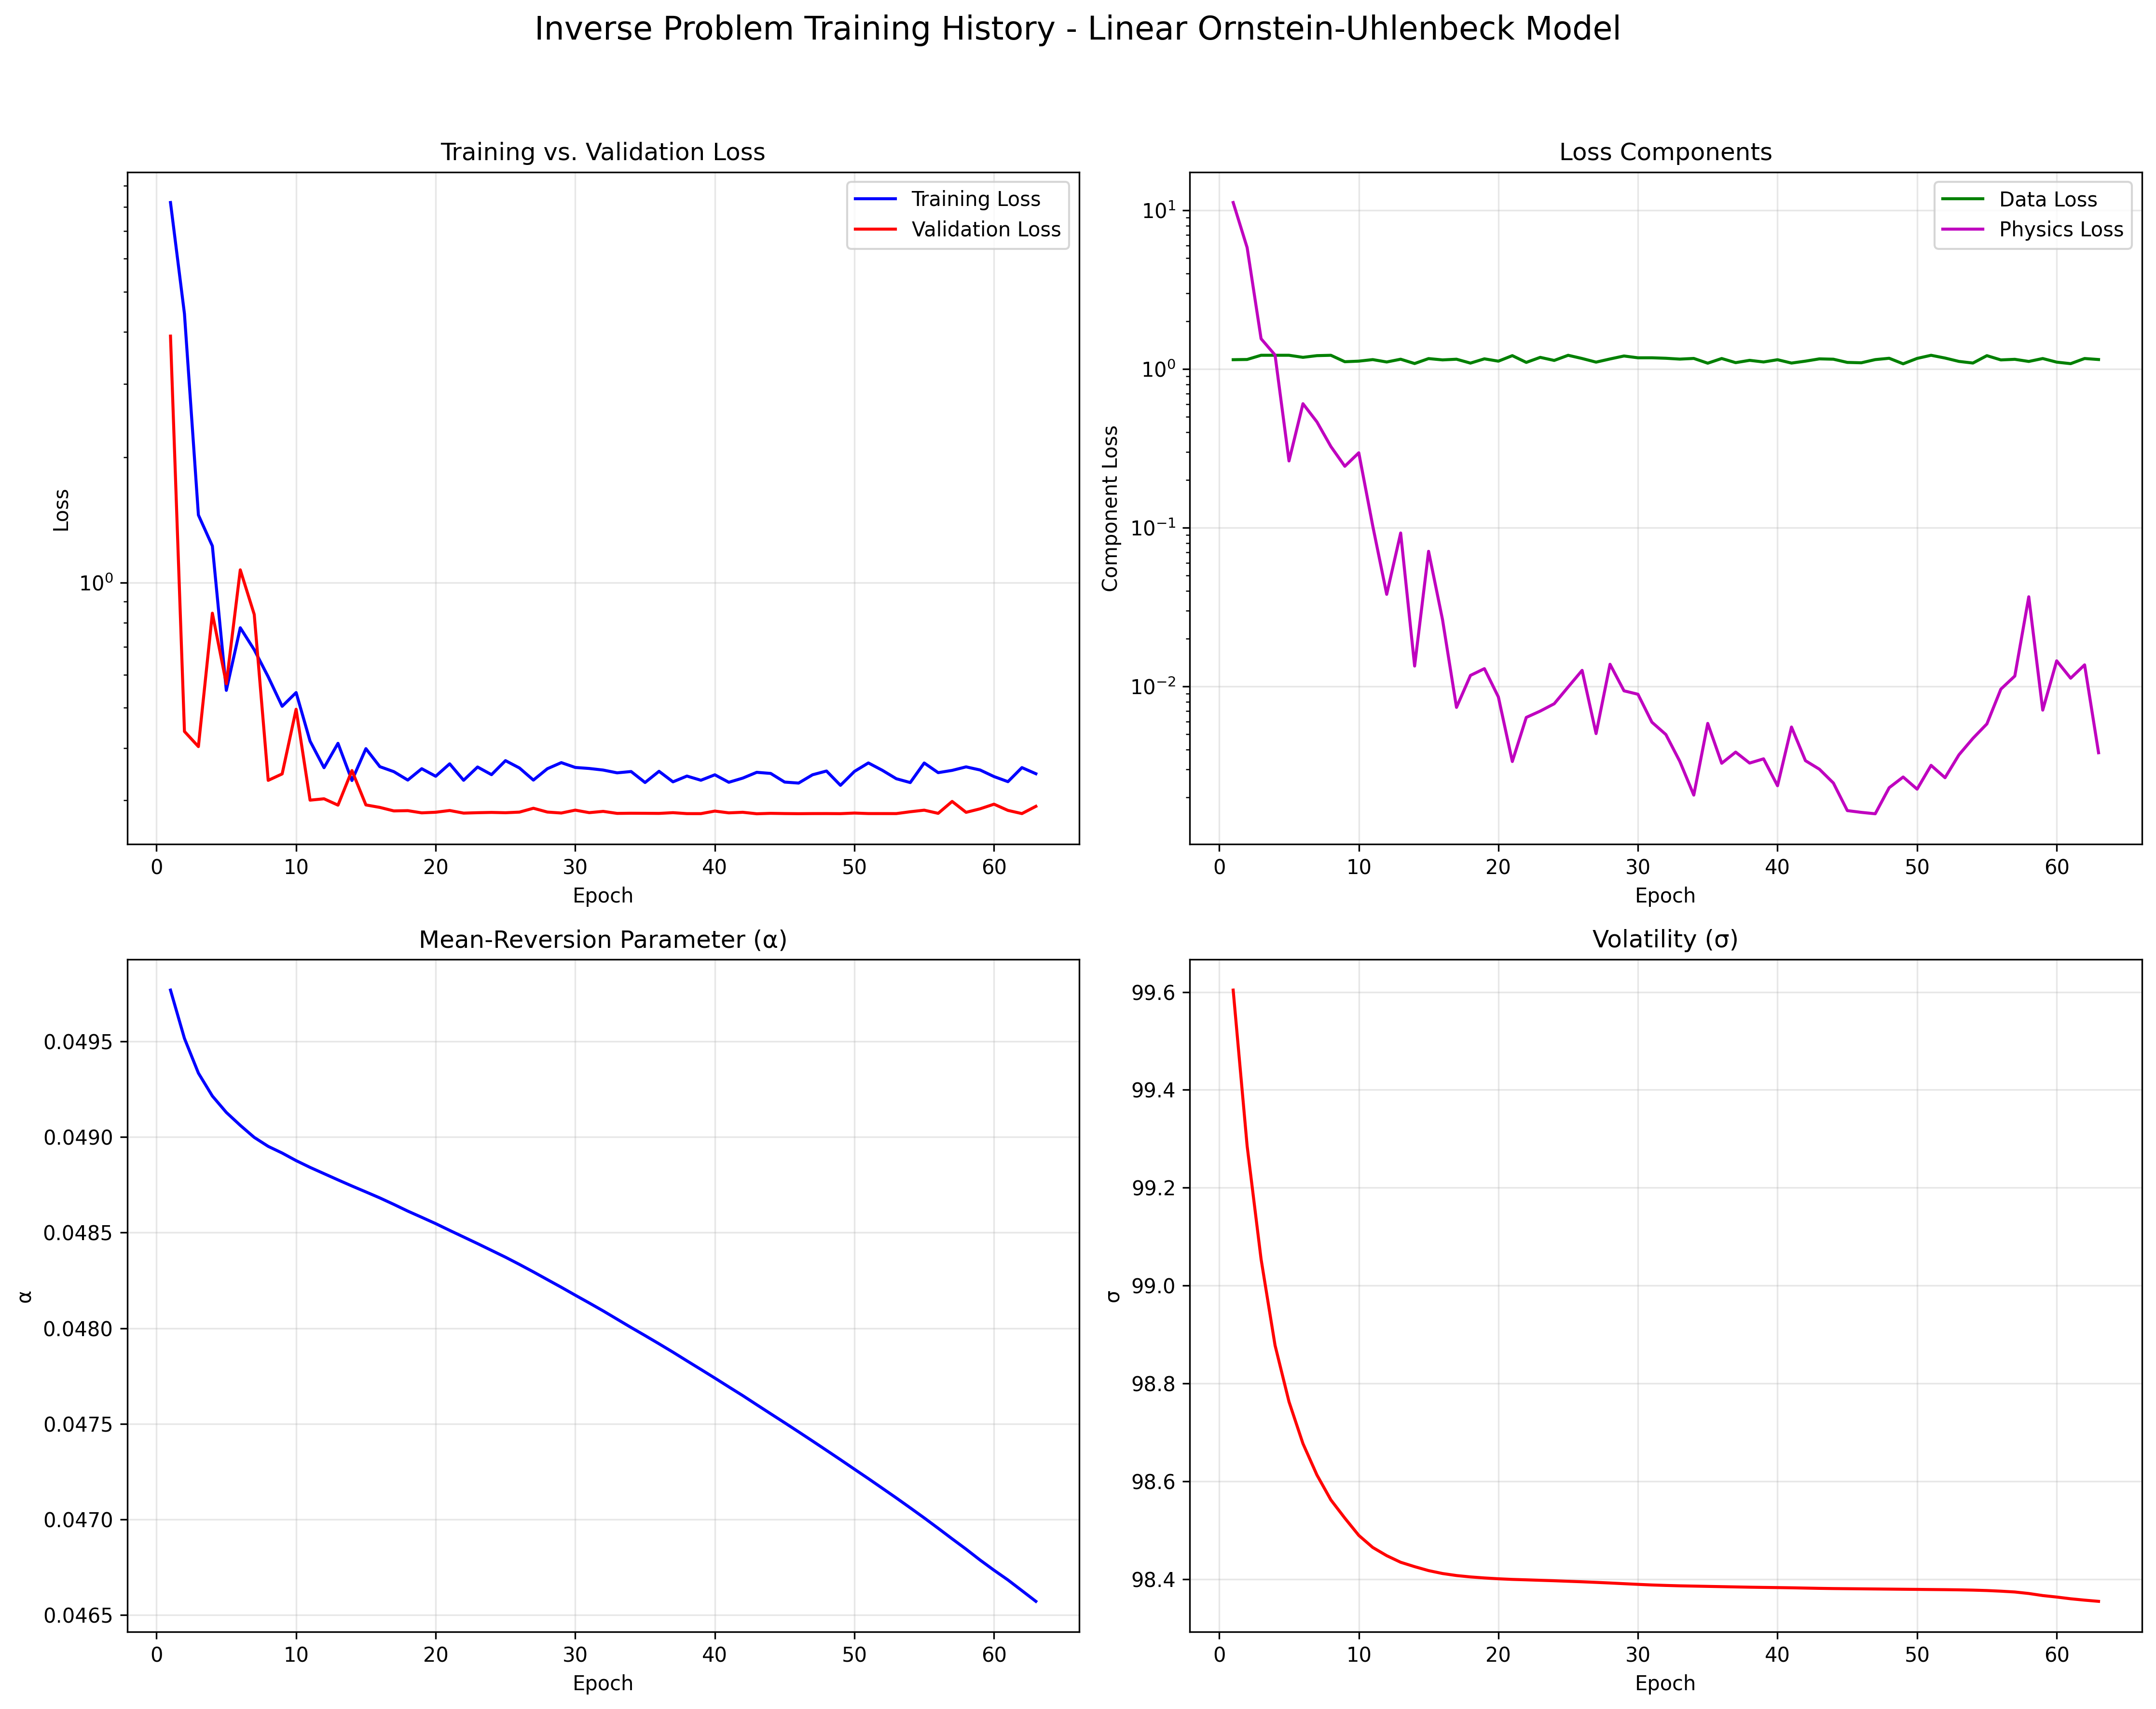 Inverse Problem Training History - Linear Ornstein-Uhlenbeck Model
Training vs. Validation Loss
Training Loss
Validation Loss
Loss
10⁰
0 10 20 30 40 50 60
Epoch
Loss Components
Data Loss
Physics Loss
Component Loss
10¹
10⁰
10⁻¹
10⁻²
0 10 20 30 40 50 60
Epoch
Mean-Reversion Parameter (α)
α
0.0495
0.0490
0.0485
0.0480
0.0475
0.0470
0.0465
0 10 20 30 40 50 60
Epoch
Volatility (σ)
σ
99.6
99.4
99.2
99.0
98.8
98.6
98.4
0 10 20 30 40 50 60
Epoch